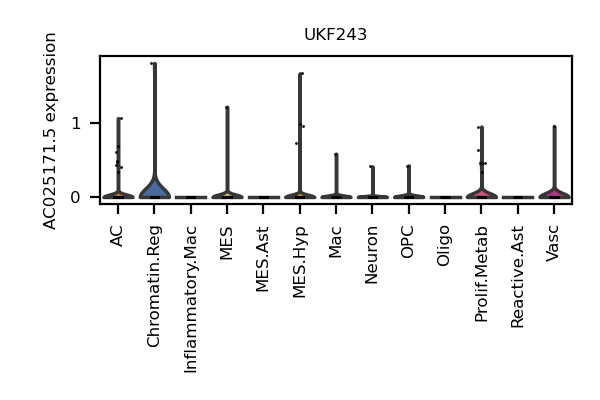 UKF243
AC025171.5 expression
1
0
AC
Chromatin.Reg
Inflammatory.Mac
MES
MES.Ast
MES.Hyp
Mac
Neuron
OPC
Oligo
Prolif.Metab
Reactive.Ast
Vasc